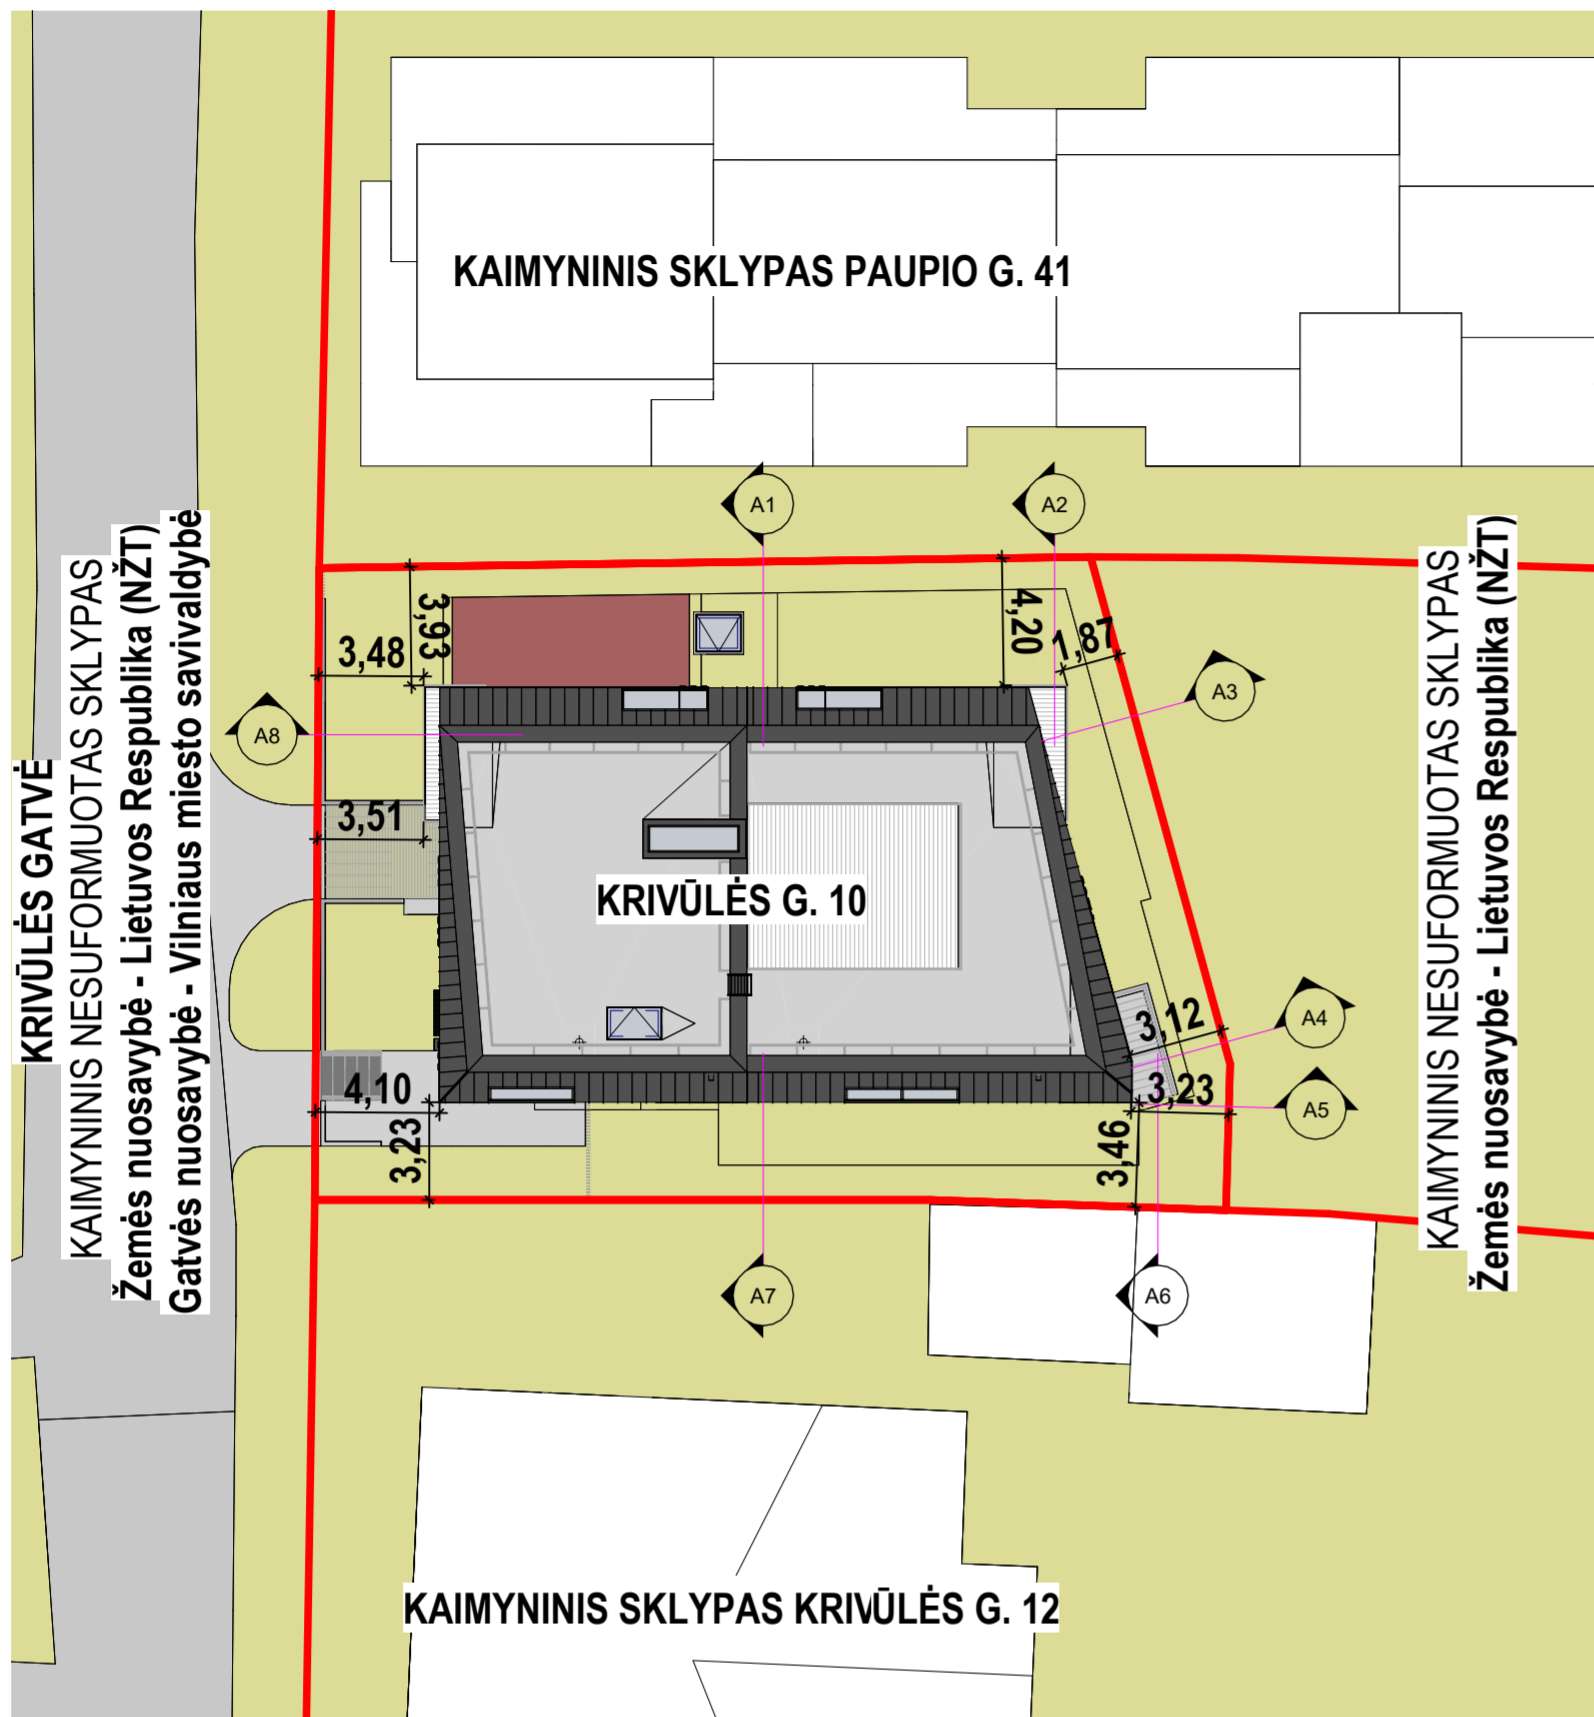 KAIMYNINIS SKLYPAS PAUPIO G. 41
A1
A2
3,93
4,20
3,48
1,87
A3
A8
3,51
KRIVŪLĖS G. 10
KRIVŪLĖS GATVĖ
KAIMYNINIS NESUFORMUOTAS SKLYPAS
Žemės nuosavybė - Lietuvos Respublika (NŽT)
Gatvės nuosavybė - Vilniaus miesto savivaldybė
KAIMYNINIS NESUFORMUOTAS SKLYPAS
Žemės nuosavybė - Lietuvos Respublika (NŽT)
3,12
A4
4,10
3,23
A5
3,23
3,46
A7
A6
KAIMYNINIS SKLYPAS KRIVŪLĖS G. 12